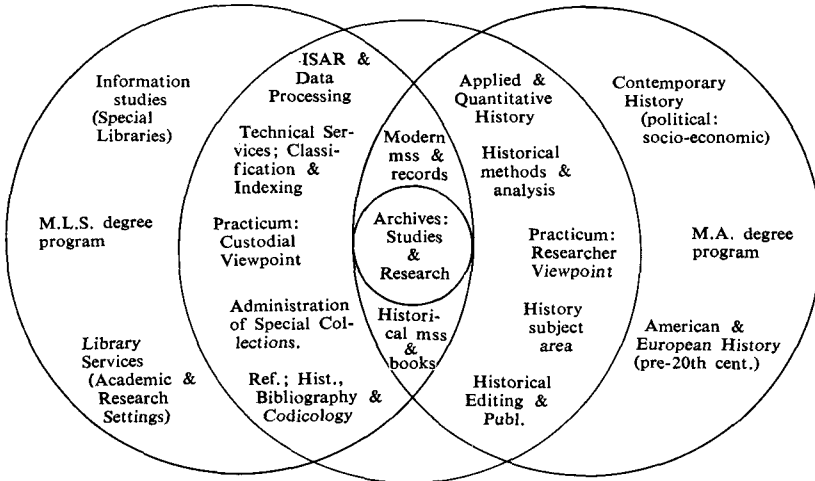 Information
studies
(Special
Libraries)
M.L.S. degree
program
Library
Services
(Academic &
Research
Settings)
ISAR &
Data
Processing
Technical Ser-
vices; Classi-
fication &
Indexing
Practicum:
Custodial
Viewpoint
Administration
of Special Col-
lections.
Ref.; Hist.,
Bibliography &
Codicology
Modern
mss &
records
Archives:
Studies
&
Research
Histori-
cal mss
&
books
Applied &
Quantitative
History
Historical
methods &
analysis
Practicum:
Researcher
Viewpoint
History
subject
area
Historical
Editing &
Publ.
Contemporary
History
(political:
socio-economic)
M.A. degree
program
American &
European History
(pre-20th cent.)